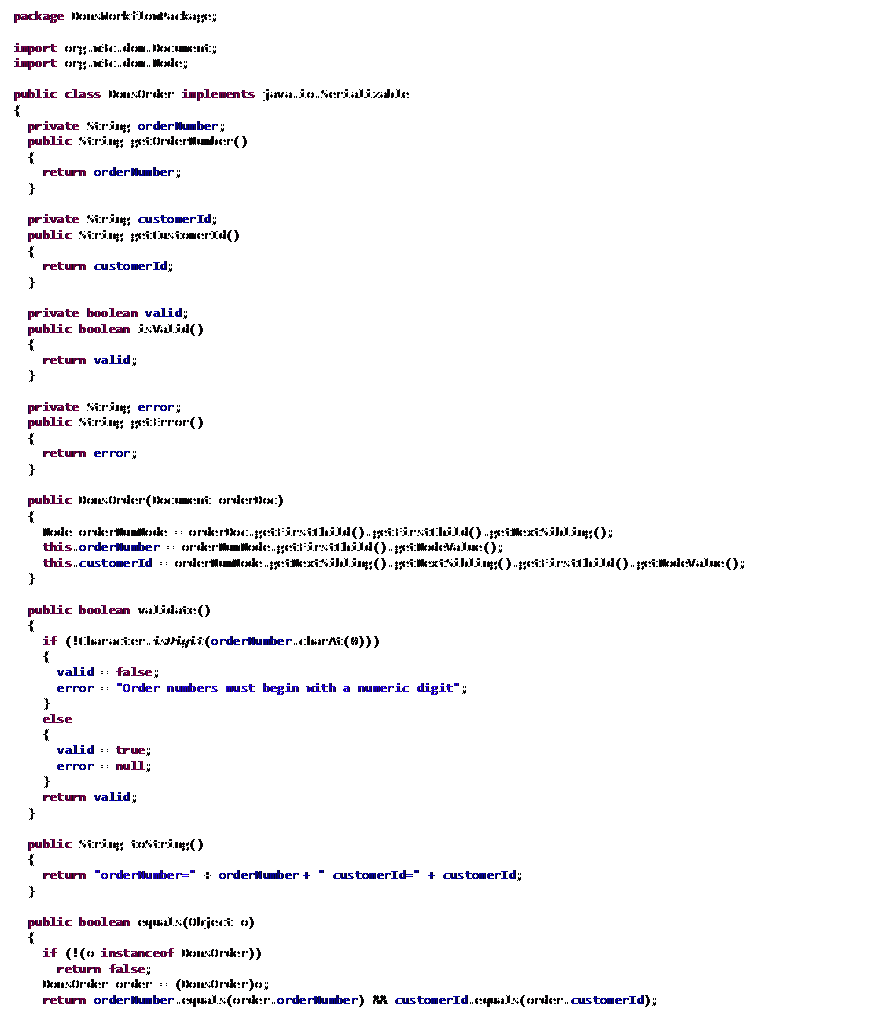 package DonsWorkflowPackage;
import org.w3c.dom.Document;
import org.w3c.dom.Node;
public class DonsOrder implements java.io.Serializable
{
private String orderNumber;
public String getOrderNumber()
{
return orderNumber;
}
private String customerId;
public String getCustomerId()
{
return customerId;
}
private boolean valid;
public boolean isValid()
{
return valid;
}
private String error;
public String getError()
{
return error;
}
public DonsOrder(Document orderDoc)
{
Node orderNumNode = orderDoc.getFirstChild().getFirstChild().getNextSibling();
this.orderNumber = orderNumNode.getFirstChild().getNodeValue();
this.customerId = orderNumNode.getNextSibling().getNextSibling().getFirstChild().getNodeValue();
}
public boolean validate()
{
if (!Character.isDigit(orderNumber.charAt(0)))
{
valid = false;
error = "Order numbers must begin with a numeric digit";
}
else
{
valid = true;
error = null;
}
return valid;
}
public String toString()
{
return "orderNumber=" + orderNumber+ " customerId=" + customerId;
}
public boolean equals(Object o)
{
if (!(o instanceof DonsOrder))
return false;
DonsOrder order = (DonsOrder)o;
return orderNumber.equals(order.orderNumber) && customerId.equals(order.customerId);